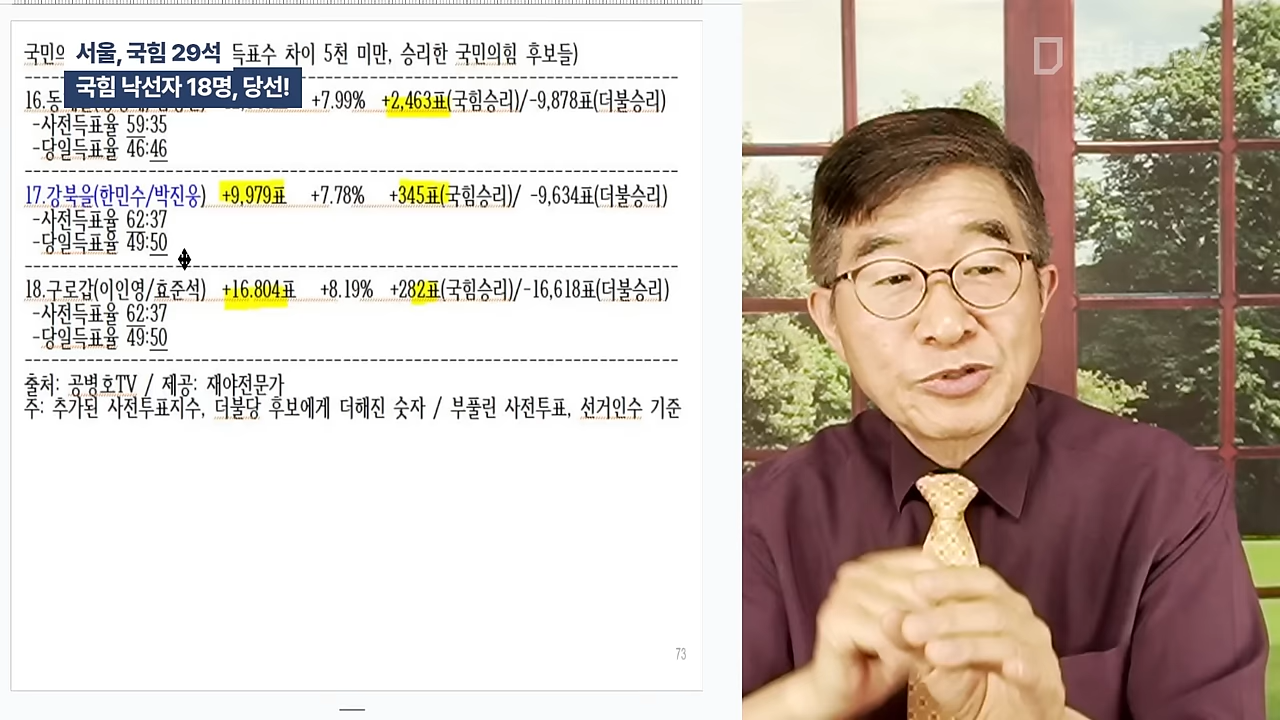 국민의 득표수 차이 5천 미만, 승리한 국민의힘 후보들)
서울, 국힘 29석
국힘 낙선자 18명, 당선!
16.동 +7.99% +2,463표(국힘승리)/-9,878표(더불승리)
-사전득표율 59:35
-당일득표율 46:46
17.강북을(한민수/박진웅) +9,979표 +7.78% +345표(국힘승리)/ -9,634표(더불승리)
-사전득표율 62:37
-당일득표율 49:50
18.구로갑(이인영/효준석) +16,804표 +8.19% +282표(국힘승리)/-16,618표(더불승리)
-사전득표율 62:37
-당일득표율 49:50
출처: 공병호TV / 제공: 재야전문가
주: 추가된 사전투표지수, 더불당 후보에게 더해진 숫자 / 부풀린 사전투표, 선거인수 기준
73